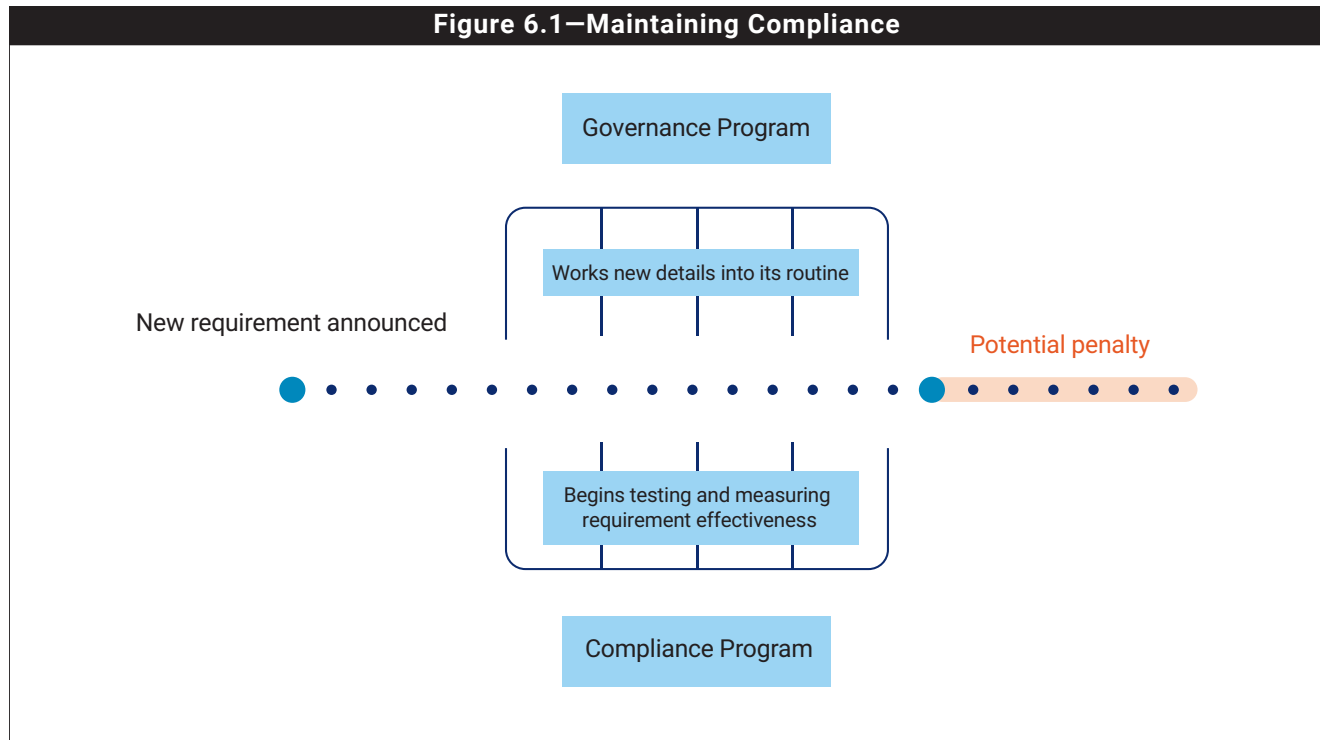 Figure 6.1—Maintaining Compliance
Governance Program
Works new details into its routine
New requirement announced
Potential penalty
Begins testing and measuring
requirement effectiveness
Compliance Program